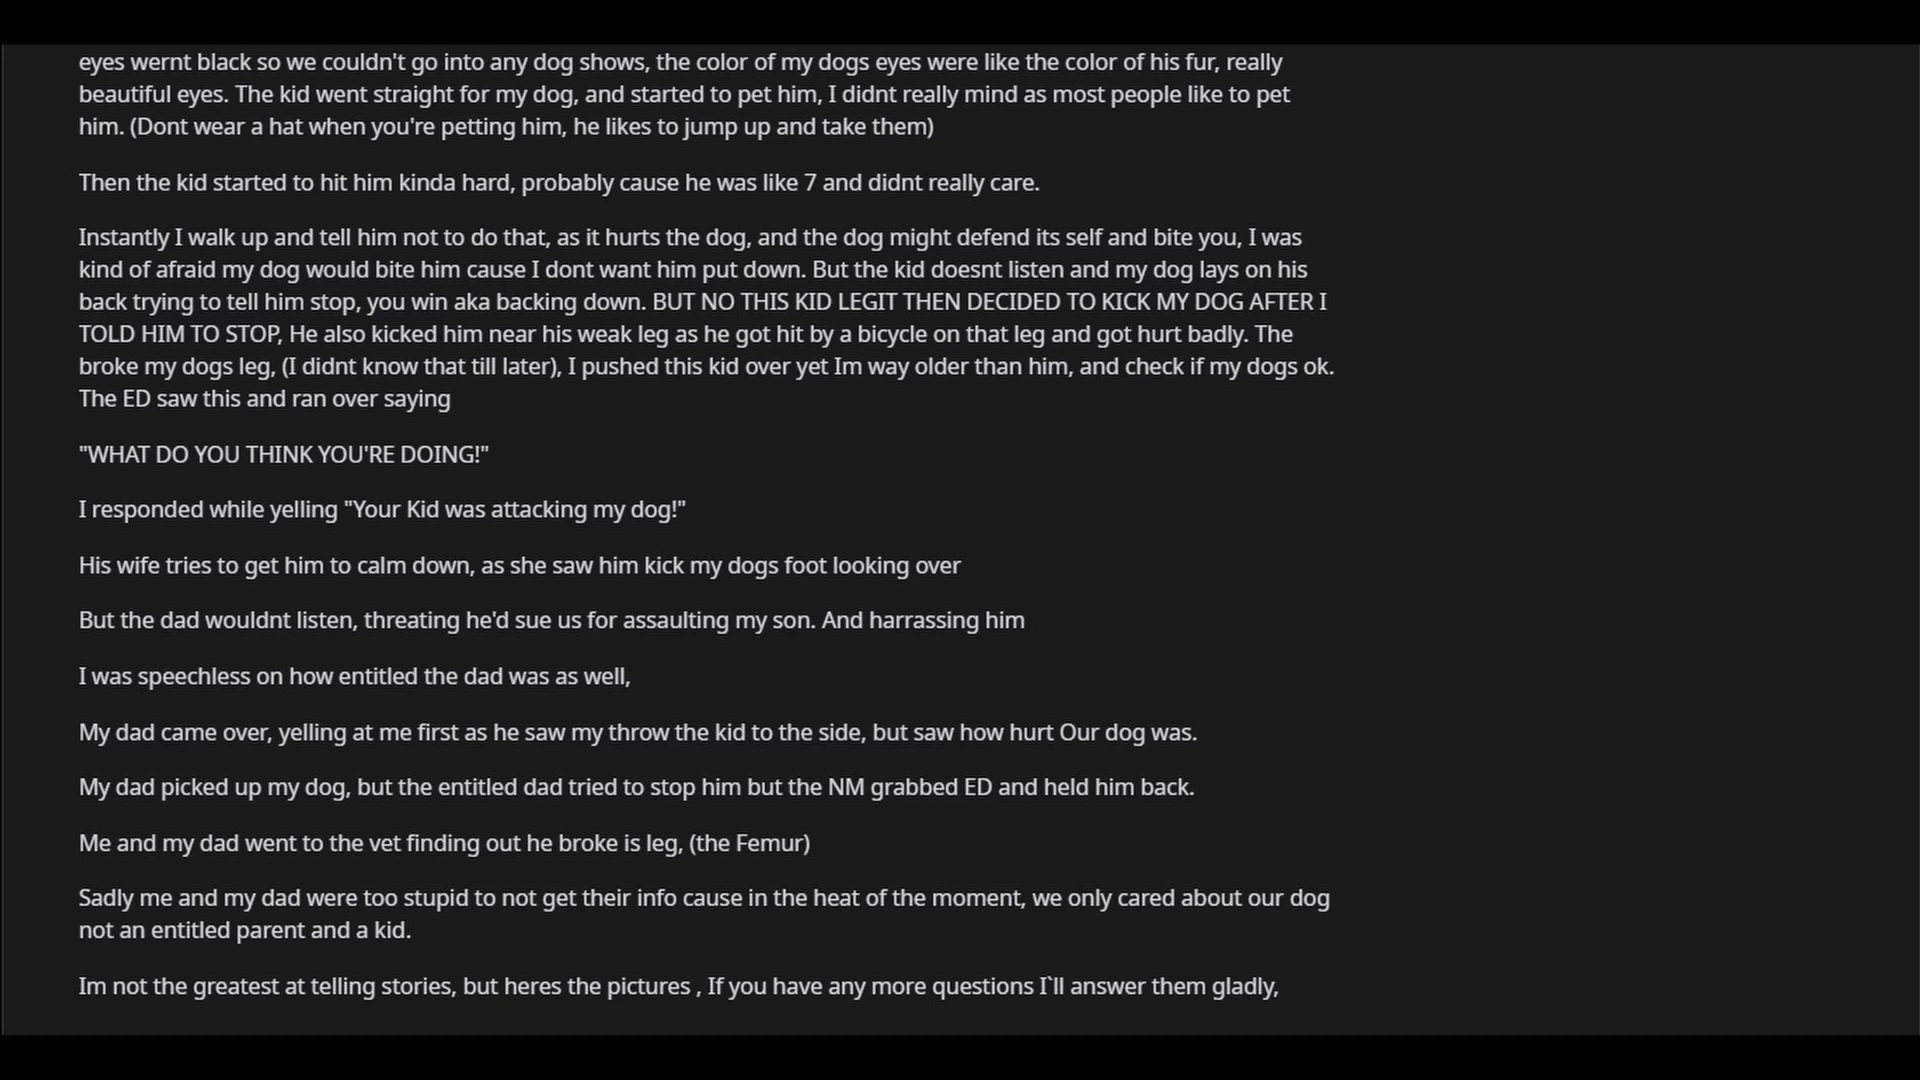 eyes wernt black so we couldn't go into any dog shows, the color of my dogs eyes were like the color of his fur, really
beautiful eyes. The kid went straight for my dog, and started to pet him, I didnt really mind as most people like to pet
him. (Dont wear a hat when you're petting him, he likes to jump up and take them)
Then the kid started to hit him kinda hard, probably cause he was like 7 and didnt really care.
Instantly I walk up and tell him not to do that, as it hurts the dog, and the dog might defend its self and bite you, I was
kind of afraid my dog would bite him cause I dont want him put down. But the kid doesnt listen and my dog lays on his
back trying to tell him stop, you win aka backing down. BUT NO THIS KID LEGIT THEN DECIDED TO KICK MY DOG AFTER I
TOLD HIM TO STOP, He also kicked him near his weak leg as he got hit by a bicycle on that leg and got hurt badly. The
broke my dogs leg, (I didnt know that till later), I pushed this kid over yet Im way older than him, and check if my dogs ok.
The ED saw this and ran over saying
"WHAT DO YOU THINK YOU'RE DOING!"
I responded while yelling "Your Kid was attacking my dog!"
His wife tries to get him to calm down, as she saw him kick my dogs foot looking over
But the dad wouldnt listen, threating he'd sue us for assaulting my son. And harrassing him
I was speechless on how entitled the dad was as well,
My dad came over, yelling at me first as he saw my throw the kid to the side, but saw how hurt Our dog was.
My dad picked up my dog, but the entitled dad tried to stop him but the NM grabbed ED and held him back.
Me and my dad went to the vet finding out he broke is leg, (the Femur)
Sadly me and my dad were too stupid to not get their info cause in the heat of the moment, we only cared about our dog
not an entitled parent and a kid.
Im not the greatest at telling stories, but heres the pictures , If you have any more questions I`ll answer them gladly,